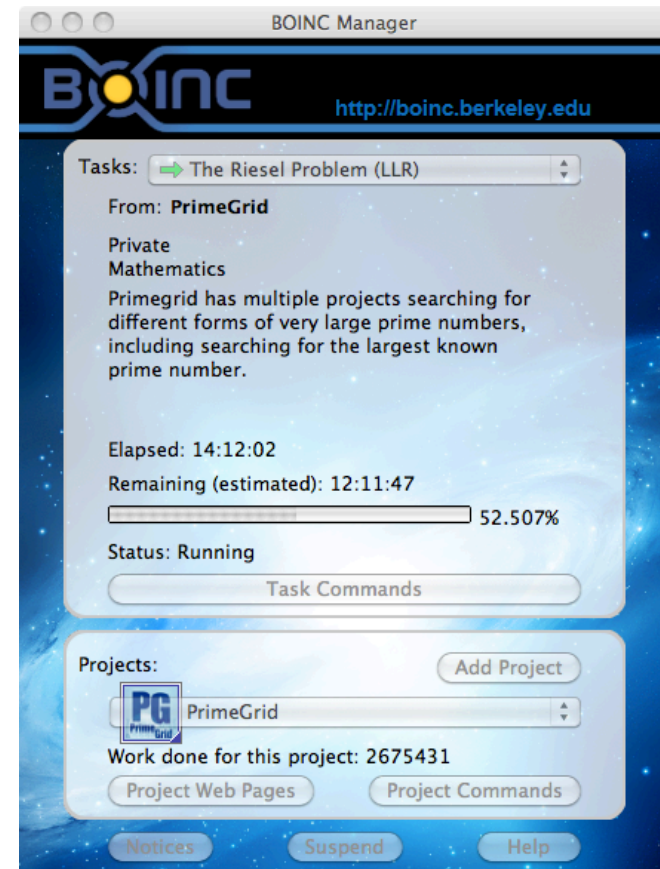 BOINC Manager
BOINC
http://boinc.berkeley.edu
Tasks: The Riesel Problem (LLR)
From: PrimeGrid
Private
Mathematics
Primegrid has multiple projects searching for
different forms of very large prime numbers,
including searching for the largest known
prime number.
Elapsed: 14:12:02
Remaining (estimated): 12:11:47
52.507%
Status: Running
Task Commands
Projects:
Add Project
PG
PrimeGrid
PrimeGrid
Work done for this project: 2675431
Project Web Pages
Project Commands
Notices
Suspend
Help